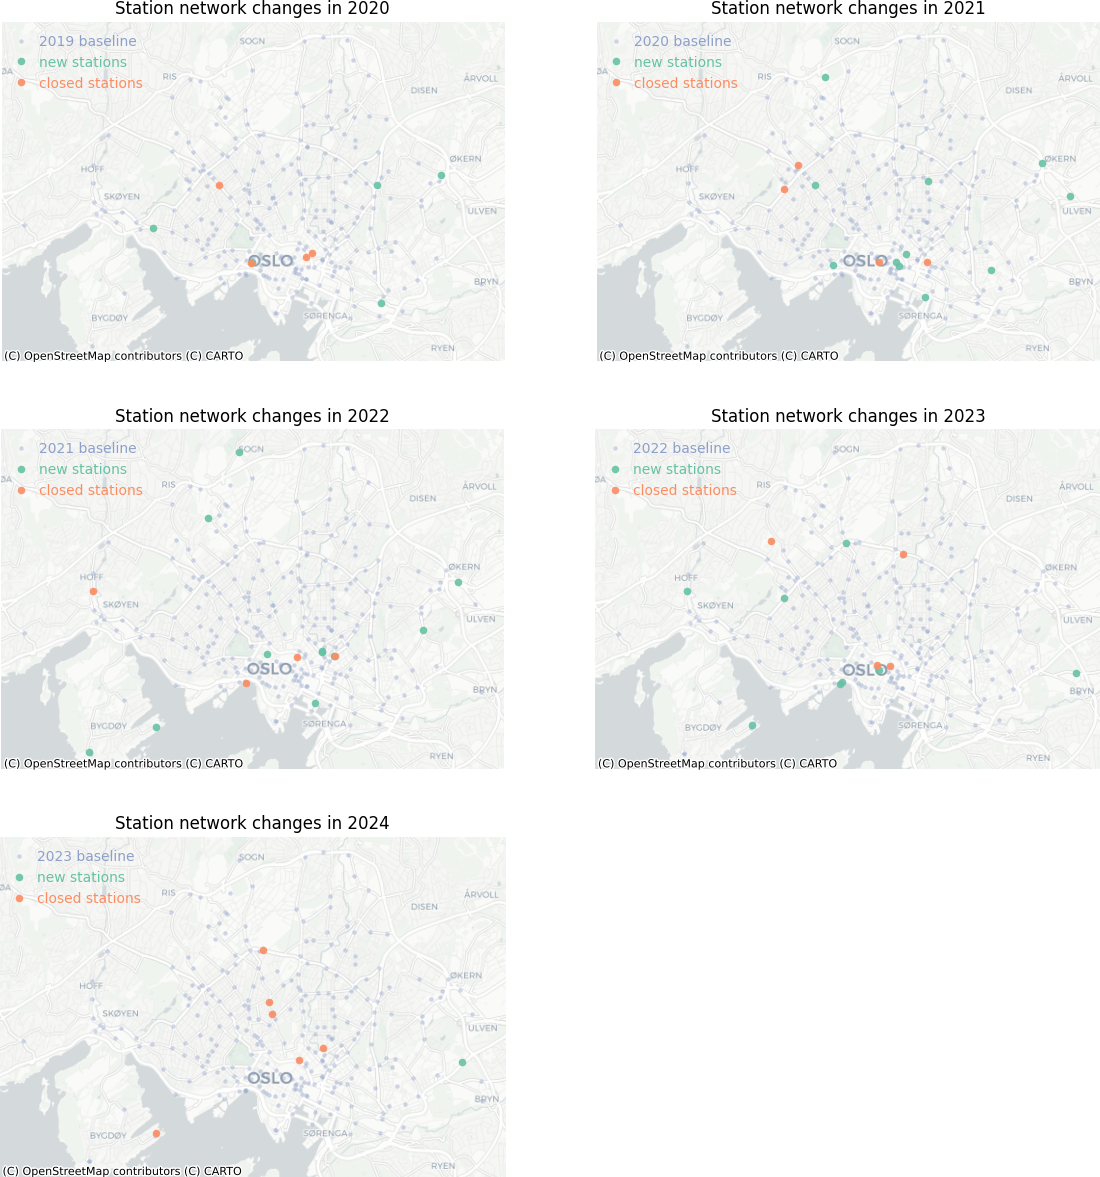 Station network changes in 2020
2019 baseline
new stations
closed stations
SOGN
RIS
ØA
ÅRVOLL
DISEN
ØKERN
HOFF
SKØYEN
ULVEN
OSLO
BRYN
BYGDØY
SØRENGA
RYEN
(C) OpenStreetMap contributors (C) CARTO
Station network changes in 2021
2020 baseline
new stations
closed stations
SOGN
RIS
ØA
ÅRVOLL
DISEN
ØKERN
HOFF
SKØYEN
ULVEN
OSLO
BRYN
BYGDØY
SØRENGA
RYEN
(C) OpenStreetMap contributors (C) CARTO
Station network changes in 2022
2021 baseline
new stations
closed stations
SOGN
RIS
ØA
ÅRVOLL
DISEN
ØKERN
HOFF
SKØYEN
ULVEN
OSLO
BRYN
BYGDØY
SØRENGA
RYEN
(C) OpenStreetMap contributors (C) CARTO
Station network changes in 2023
2022 baseline
new stations
closed stations
SOGN
RIS
ØA
ÅRVOLL
DISEN
ØKERN
HOFF
SKØYEN
ULVEN
OSLO
BRYN
BYGDØY
SØRENGA
RYEN
(C) OpenStreetMap contributors (C) CARTO
Station network changes in 2024
2023 baseline
new stations
closed stations
SOGN
RIS
ØA
ÅRVOLL
DISEN
ØKERN
HOFF
SKØYEN
ULVEN
OSLO
BRYN
BYGDØY
SØRENGA
RYEN
(C) OpenStreetMap contributors (C) CARTO